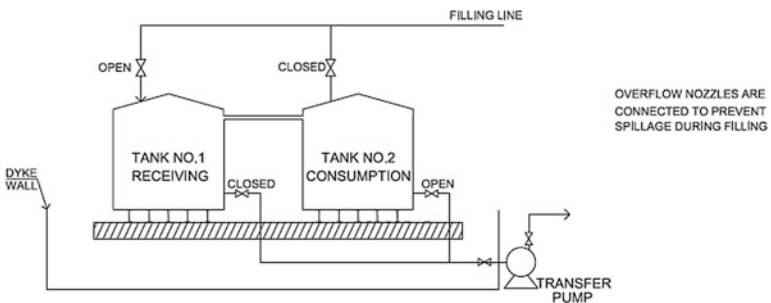 FILLING LINE
OPEN
CLOSED
OVERFLOW NOZZLES ARE
CONNECTED TO PREVENT
SPILLAGE DURING FILLING
TANK NO.1
RECEIVING
TANK NO.2
CONSUMPTION
DYKE
WALL
CLOSED
OPEN
TRANSFER
PUMP